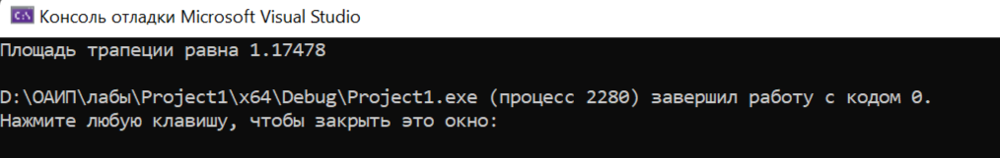 Консоль отладки Microsoft Visual Studio
Площадь трапеции равна 1.17478
D:\ОАИП\лабы\Project1\x64\Debug\Project1.exe (процесс 2280) завершил работу с кодом 0.
Нажмите любую клавишу, чтобы закрыть это окно: